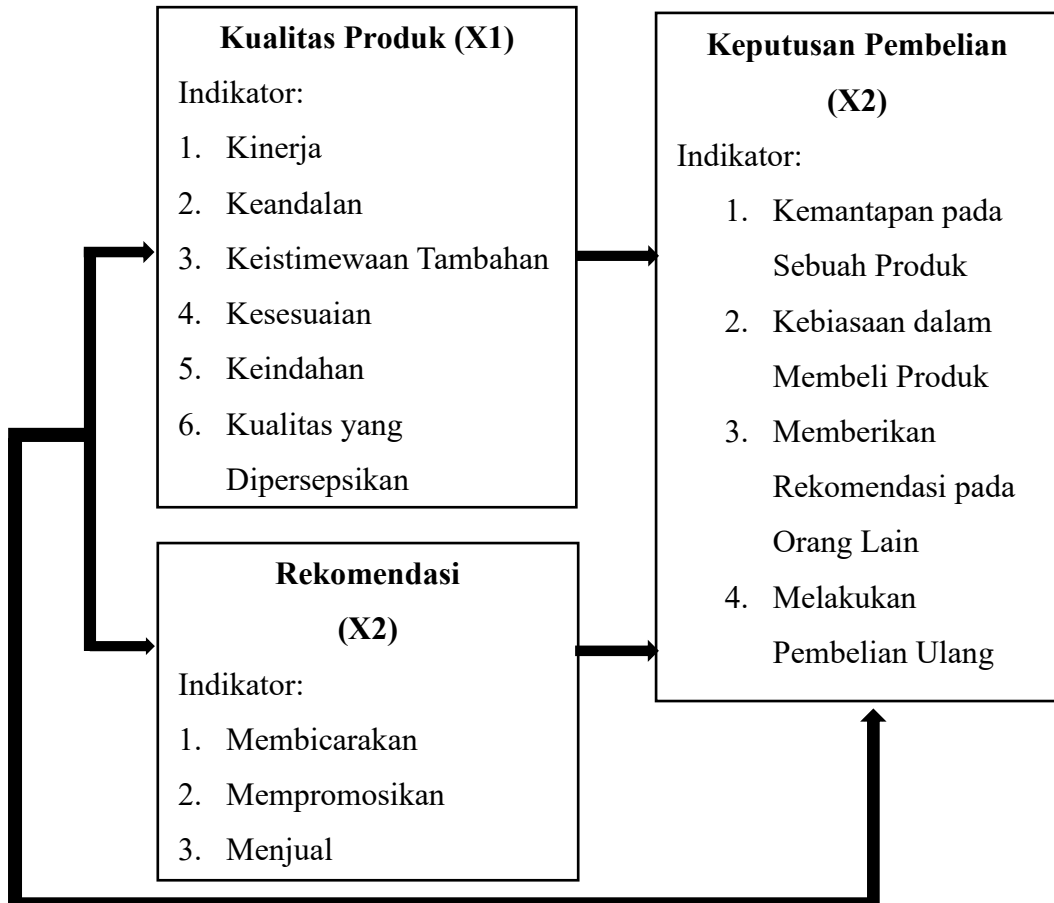 Kualitas Produk (X1)
Indikator:
1. Kinerja
2. Keandalan
3. Keistimewaan Tambahan
4. Kesesuaian
5. Keindahan
6. Kualitas yang
Dipersepsikan
Rekomendasi
(X2)
Indikator:
1. Membicarakan
2. Mempromosikan
3. Menjual
Keputusan Pembelian
(X2)
Indikator:
1. Kemantapan pada
Sebuah Produk
2. Kebiasaan dalam
Membeli Produk
3. Memberikan
Rekomendasi pada
Orang Lain
4. Melakukan
Pembelian Ulang